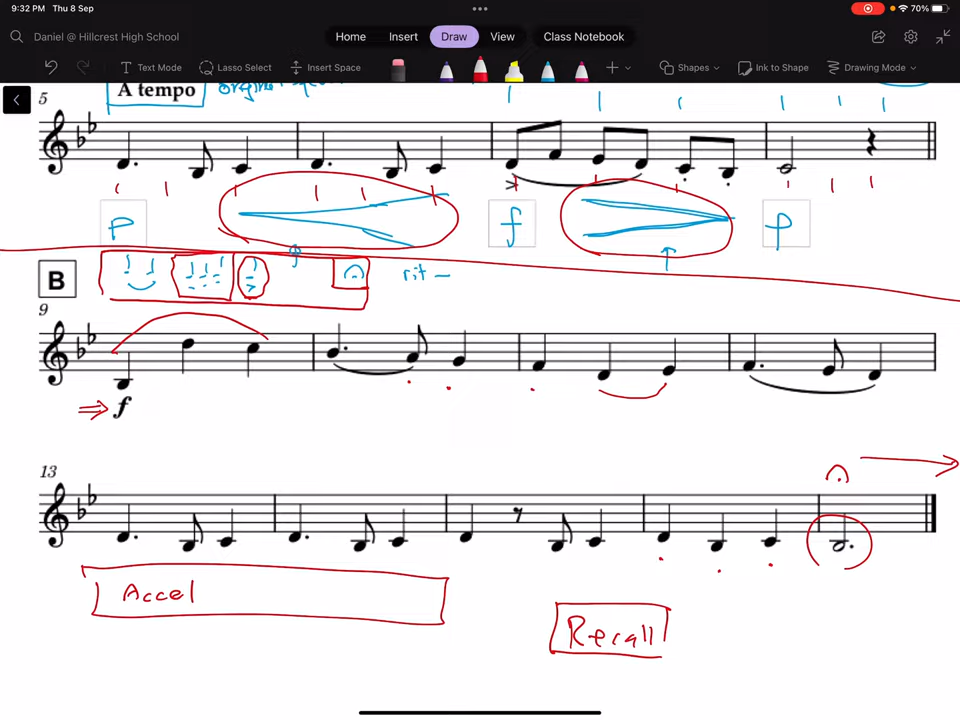 9:32 PM Thu 8 Sep
70%
Daniel @ Hillcrest High School
Home Insert Draw View Class Notebook
Text Mode Lasso Select Insert Space Shapes Ink to Shape Drawing Mode
A tempo
5
p f p
B rit -
9
f
13
Accel
Recall